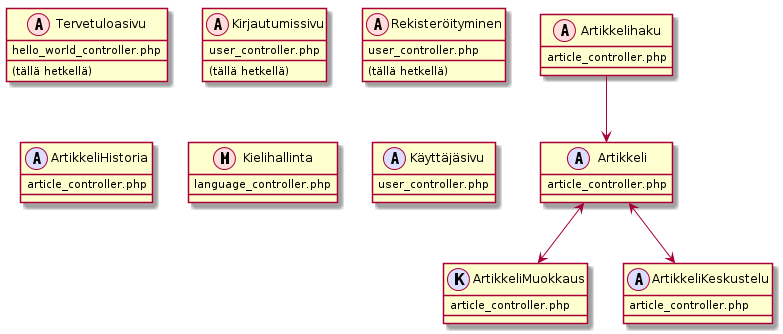 A Tervetuloasivu
hello_world_controller.php
(tällä hetkellä)
A Kirjautumissivu
user_controller.php
(tällä hetkellä)
A Rekisteröityminen
user_controller.php
(tällä hetkellä)
A Artikkelihaku
article_controller.php
A ArtikkeliHistoria
article_controller.php
H Kielihallinta
language_controller.php
A Käyttäjäsivu
user_controller.php
A Artikkeli
article_controller.php
K ArtikkeliMuokkaus
article_controller.php
A ArtikkeliKeskustelu
article_controller.php